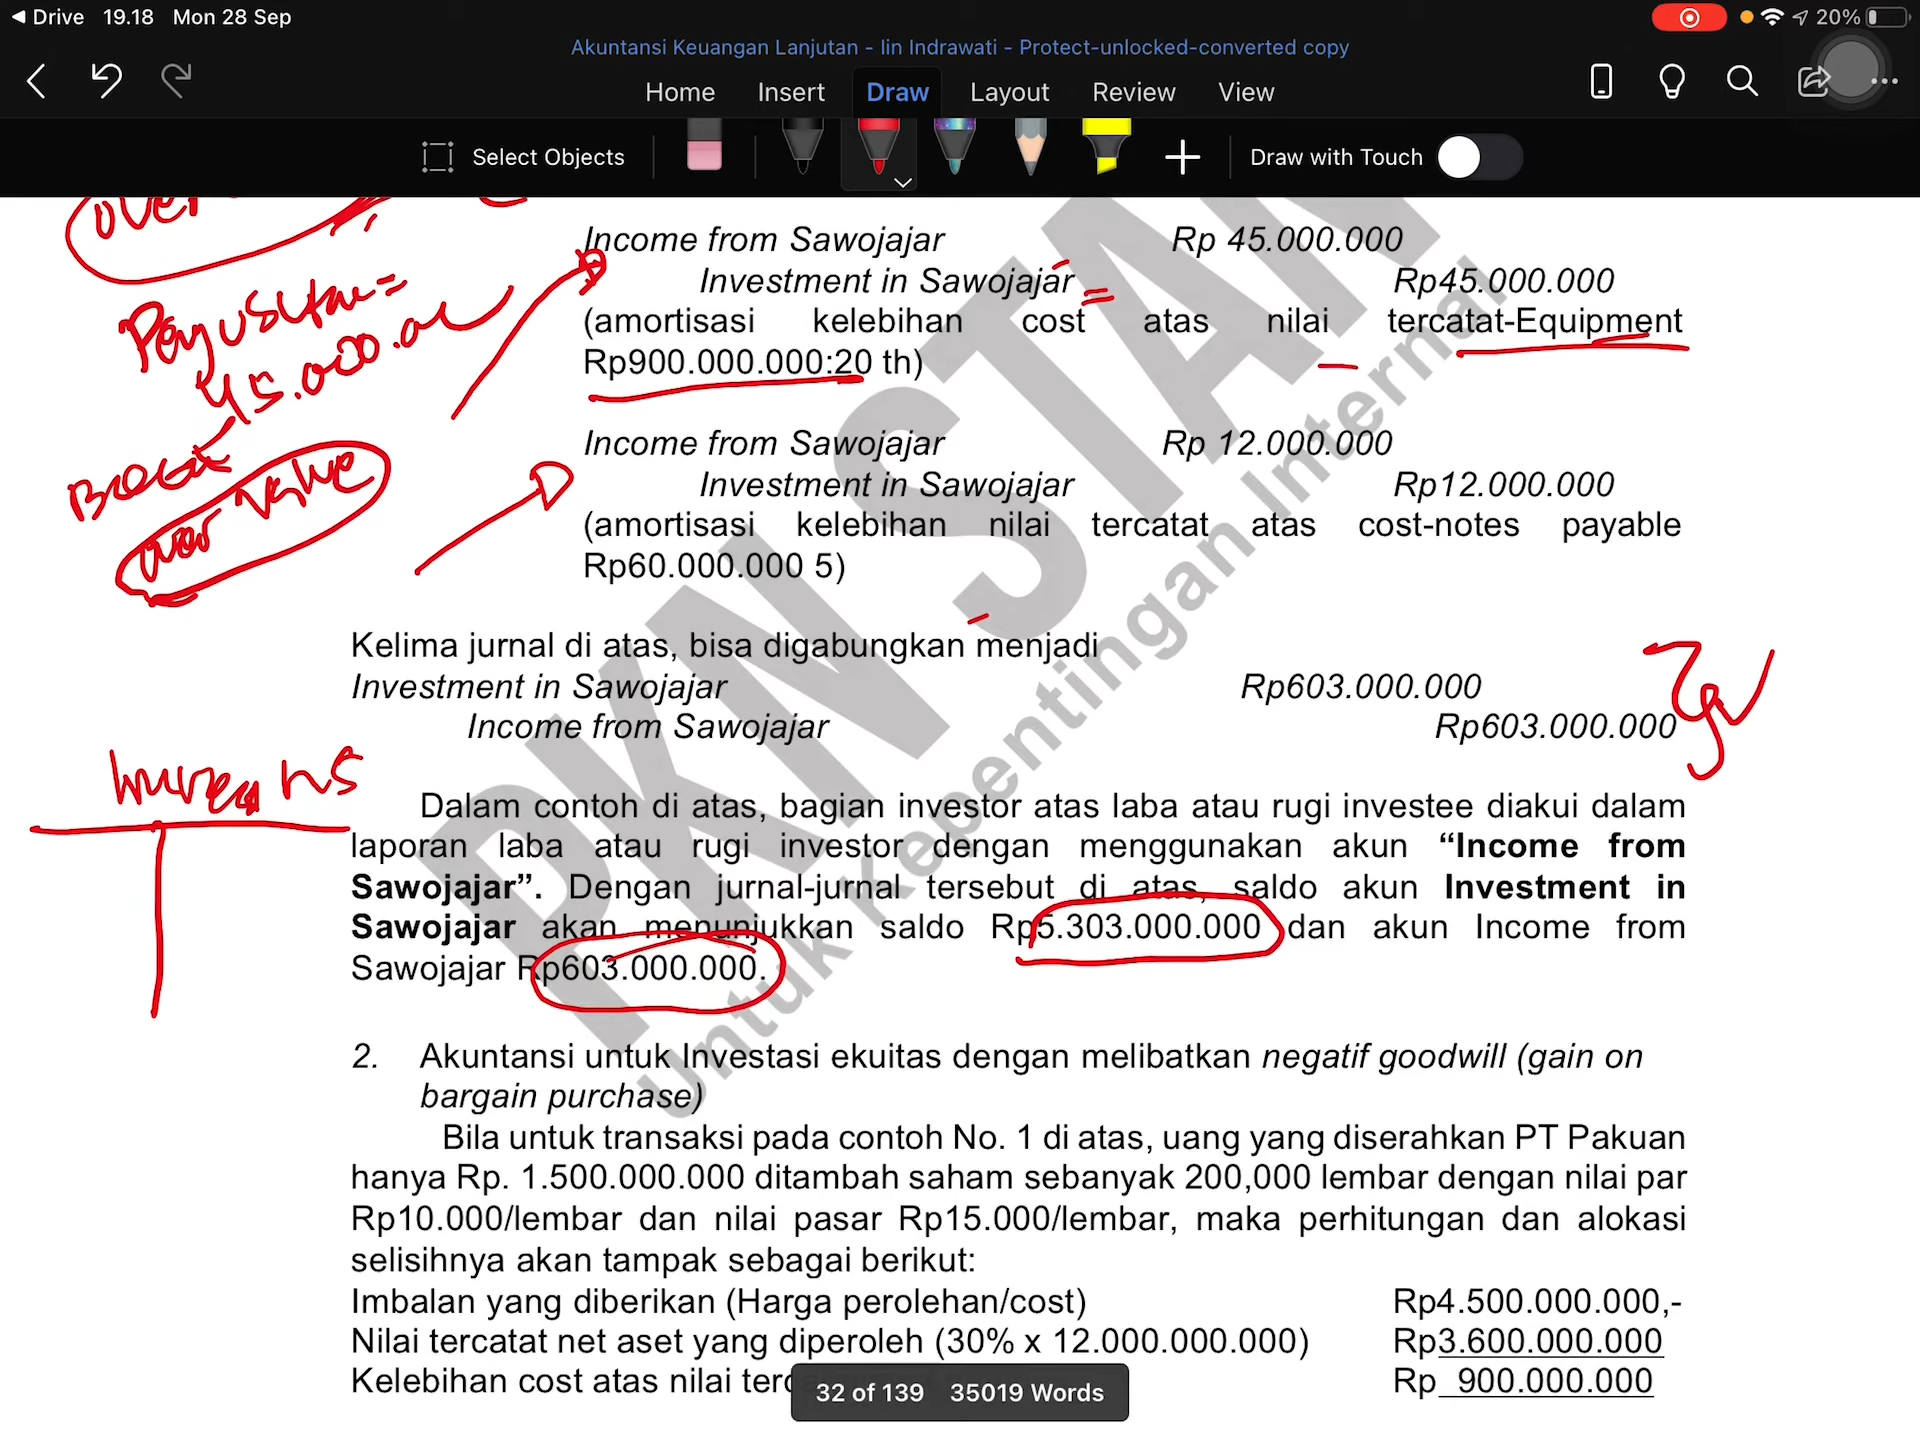 Drive 19.18 Mon 28 Sep
20%
Akuntansi Keuangan Lanjutan - Iin Indrawati - Protect-unlocked-converted copy
Home Insert Draw Layout Review View
Select Objects
Draw with Touch
over
Income from Sawojajar Rp 45.000.000
Investment in Sawojajar Rp45.000.000
(amortisasi kelebihan cost atas nilai tercatat-Equipment
Rp900.000.000:20 th)
45.000.00
Income from Sawojajar Rp 12.000.000
Investment in Sawojajar Rp12.000.000
over value
(amortisasi kelebihan nilai tercatat atas cost-notes payable
Rp60.000.000 5)
Kelima jurnal di atas, bisa digabungkan menjadi
Investment in Sawojajar Rp603.000.000
Income from Sawojajar Rp603.000.000
Dalam contoh di atas, bagian investor atas laba atau rugi investee diakui dalam
laporan laba atau rugi investor dengan menggunakan akun “Income from
Sawojajar”. Dengan jurnal-jurnal tersebut di atas, saldo akun Investment in
Sawojajar akan menunjukkan saldo Rp5.303.000.000 dan akun Income from
Sawojajar Rp603.000.000.
2. Akuntansi untuk Investasi ekuitas dengan melibatkan negatif goodwill (gain on
bargain purchase)
Bila untuk transaksi pada contoh No. 1 di atas, uang yang diserahkan PT Pakuan
hanya Rp. 1.500.000.000 ditambah saham sebanyak 200,000 lembar dengan nilai par
Rp10.000/lembar dan nilai pasar Rp15.000/lembar, maka perhitungan dan alokasi
selisihnya akan tampak sebagai berikut:
Imbalan yang diberikan (Harga perolehan/cost) Rp4.500.000.000,-
Nilai tercatat net aset yang diperoleh (30% x 12.000.000.000) Rp3.600.000.000
Kelebihan cost atas nilai Rp 900.000.000
32 of 139 35019 Words
PKN STAN
Untuk Kepentingan Internal